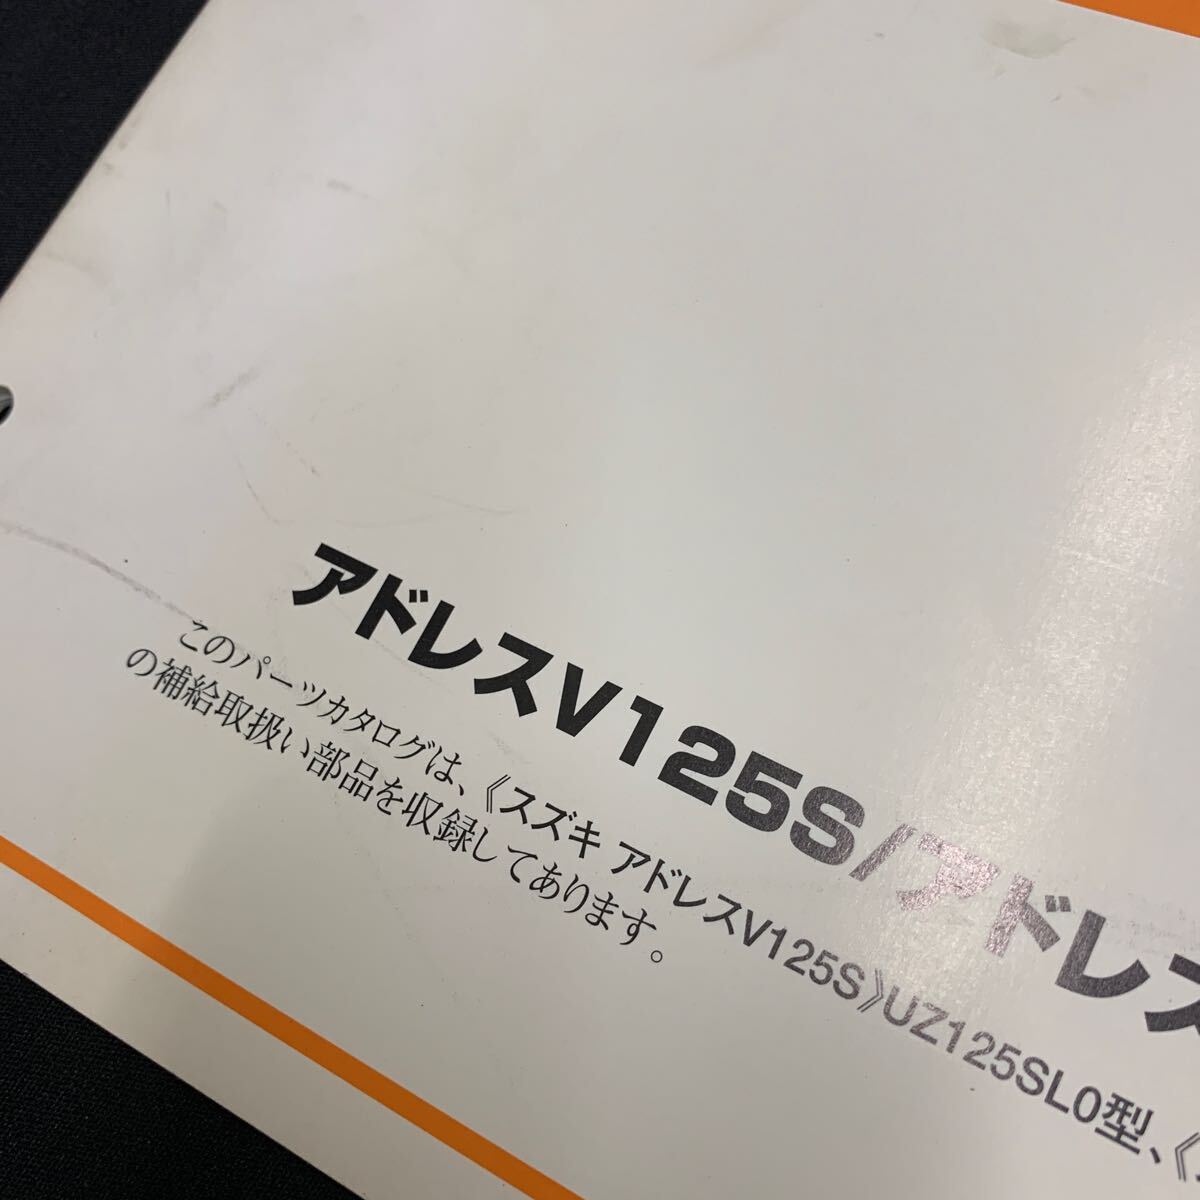 アドレスV125S/アドレス
このパーツカタログは、《スズキ アドレスV125S》UZ125SL0型、《
の補給取扱い部品を収録してあります。